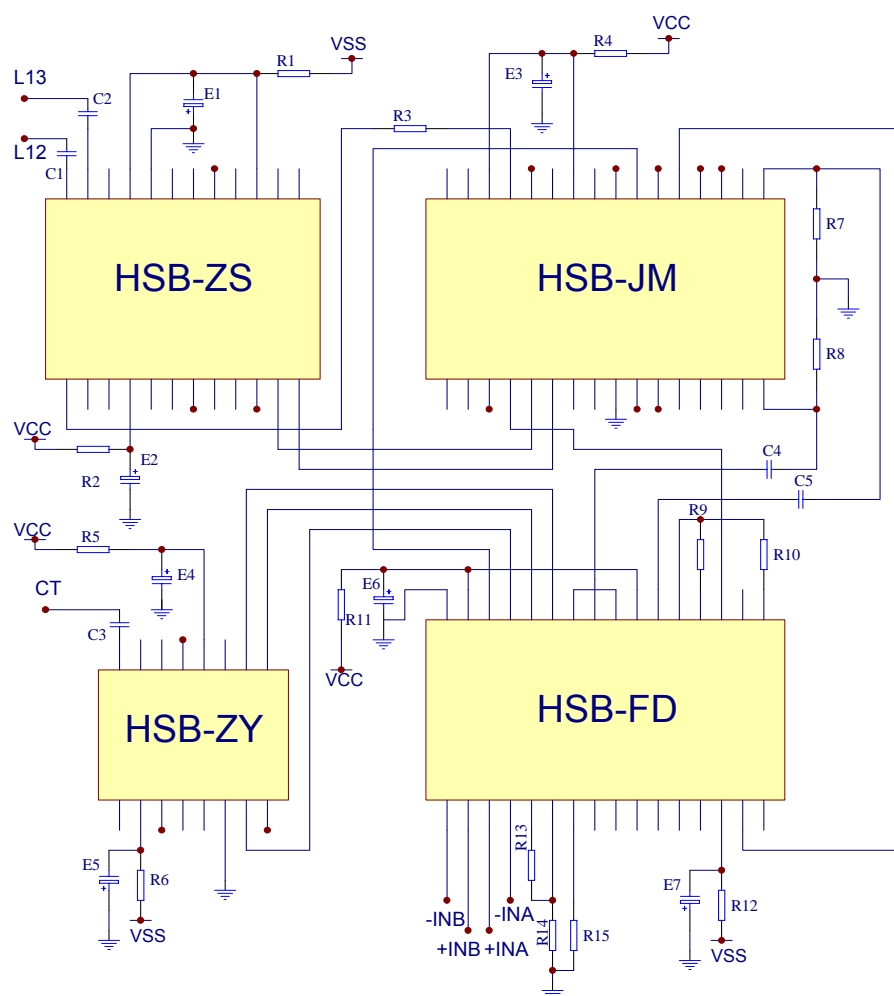 VCC
VSS
R4
R1
L13
E3
C2
E1
R3
L12
C1
R7
HSB-ZS
HSB-JM
R8
VCC
E2
C4
R2
C5
R9
VCC
R5
R10
E4
E6
CT
R11
C3
VCC
HSB-FD
HSB-ZY
R13
E5
R6
E7
R12
-INB
-INA
R14
R15
VSS
+INB
+INA
VSS